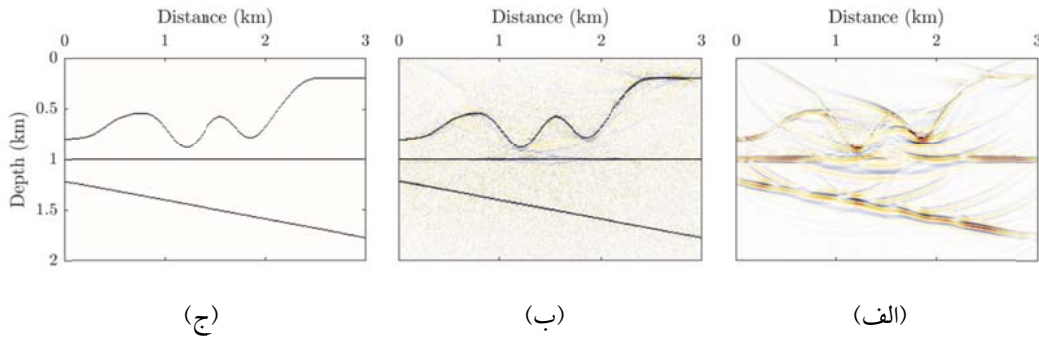 Distance (km) Distance (km) Distance (km)
0 1 2 3 0 1 2 3 0 1 2 3
0
0.5
1
1.5
2
Depth (km)
(ج) (ب) (الف)